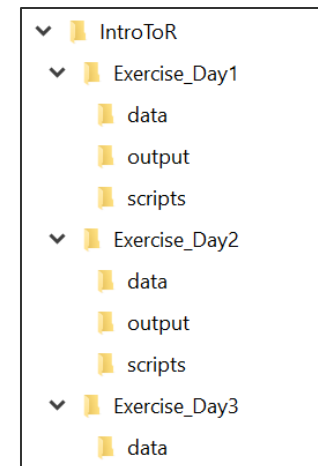 IntroToR
Exercise_Day1
data
output
scripts
Exercise_Day2
data
output
scripts
Exercise_Day3
data